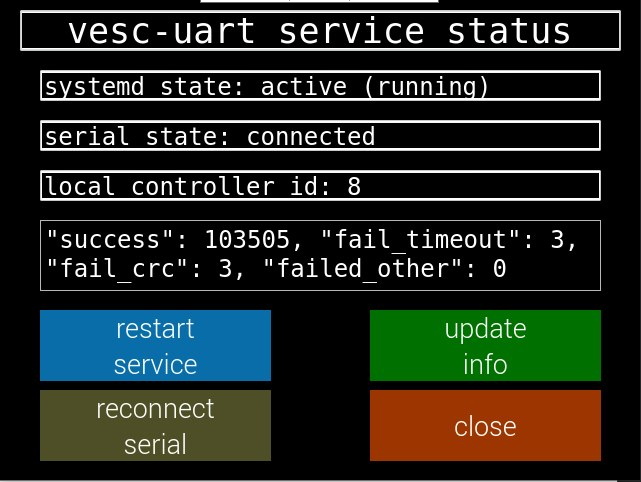 vesc-uart service status
systemd state: active (running)
serial state: connected
local controller id: 8
"success": 103505, "fail_timeout": 3,
"fail_crc": 3, "failed_other": 0
restart
service
update
info
reconnect
serial
close